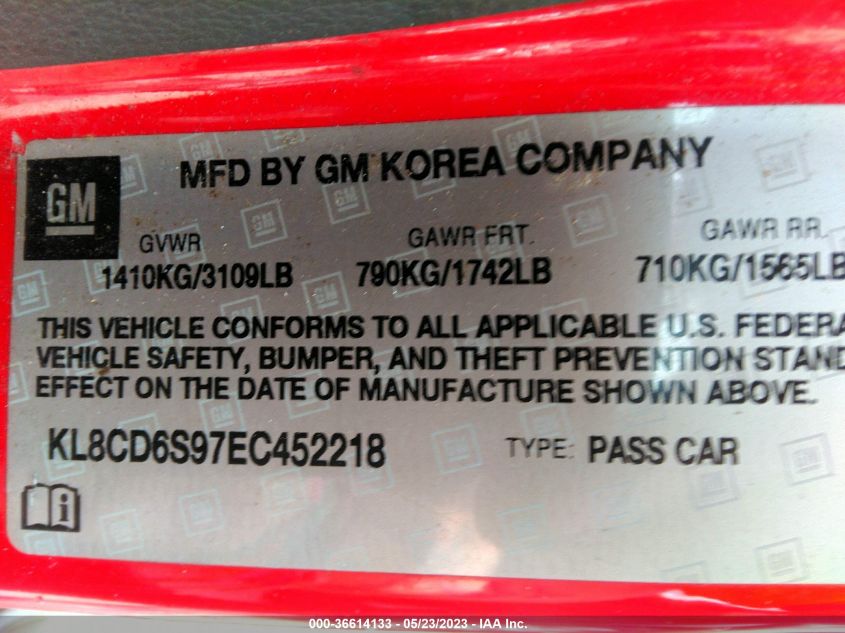 MFD BY GM KOREA COMPANY
GM
GVWR GAWR FRT. GAWR RR.
1410KG/3109LB 790KG/1742LB 710KG/1565LB
THIS VEHICLE CONFORMS TO ALL APPLICABLE U.S. FEDERA
VEHICLE SAFETY, BUMPER, AND THEFT PREVENTION STAND
EFFECT ON THE DATE OF MANUFACTURE SHOWN ABOVE.
KL8CD6S97EC452218 TYPE: PASS CAR
000-36614133 - 05/23/2023 - IAA Inc.